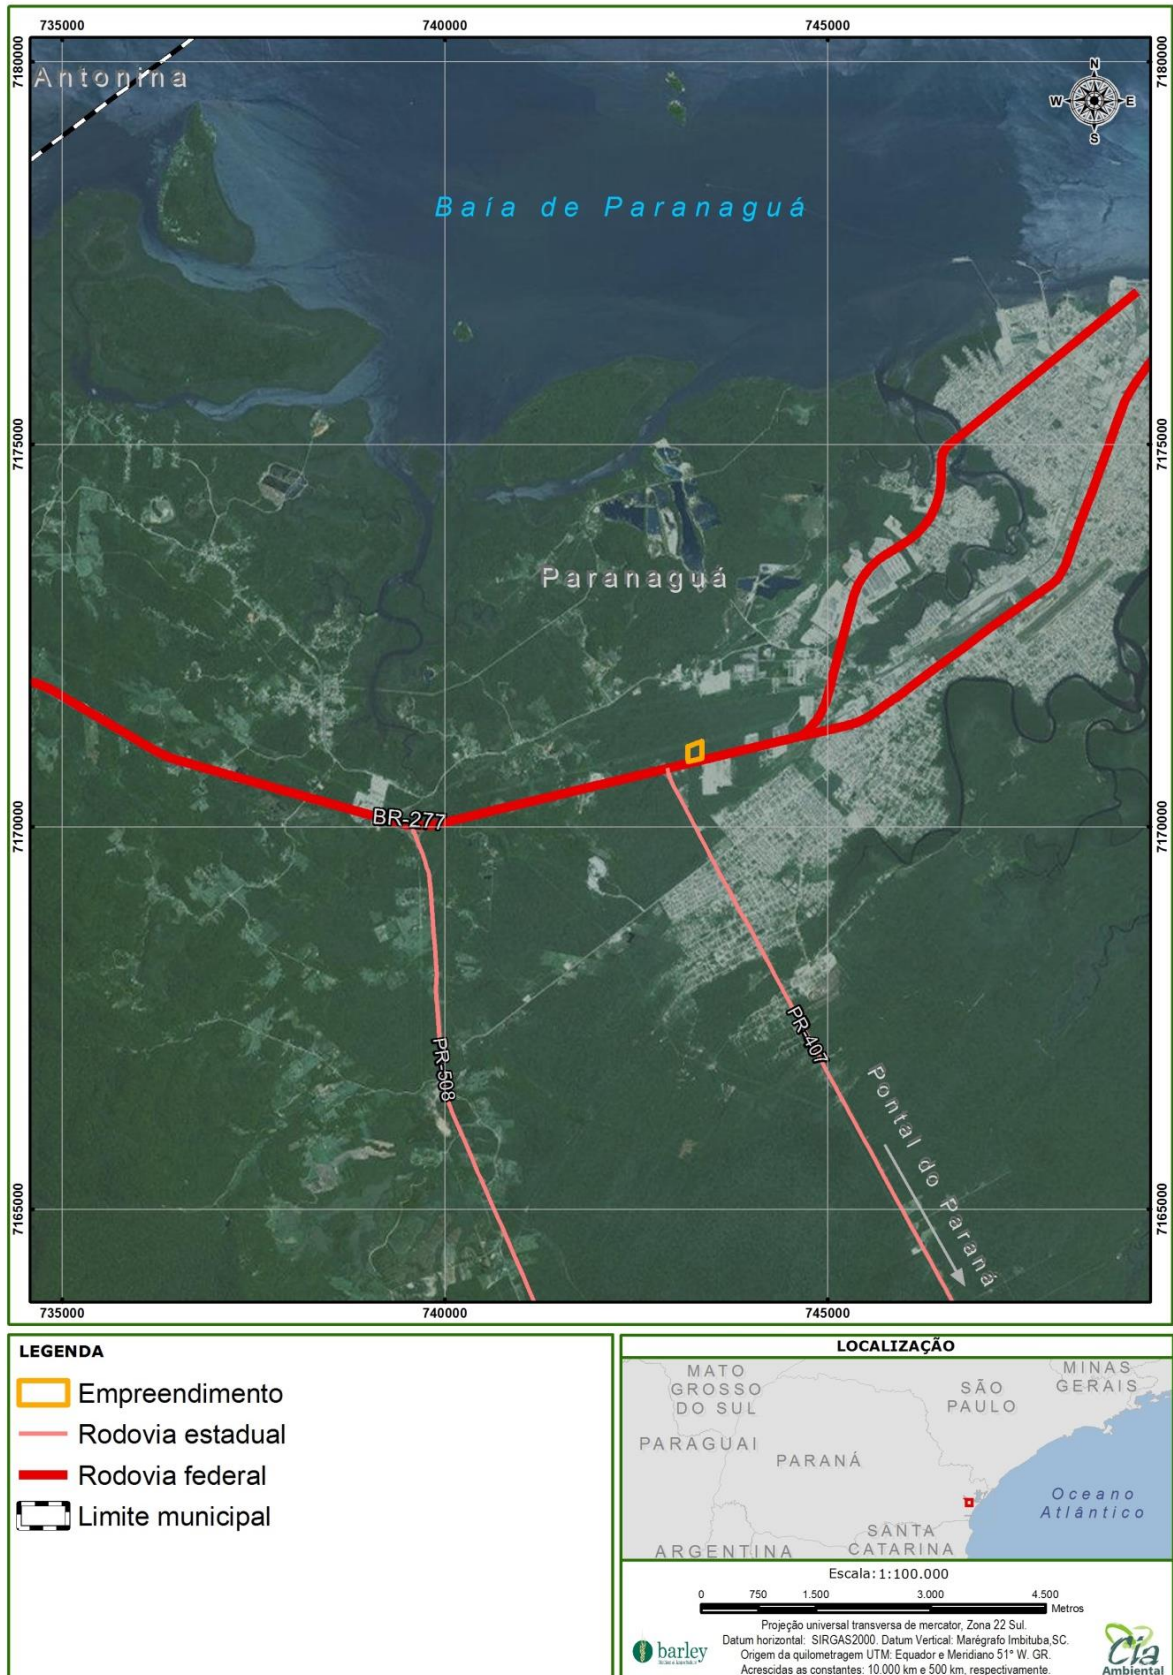 735000
740000
745000
7180000
7180000
Antonina
N
W
E
S
Baía de Paranaguá
7175000
7175000
Paranaguá
BR-277
7170000
7170000
PR-508
PR-407
Pontal do Paraná
7165000
7165000
735000
740000
745000
LEGENDA
Empreendimento
Rodovia estadual
Rodovia federal
Limite municipal
LOCALIZAÇÃO
MATO
GROSSO
DO SUL
MINAS
GERAIS
SÃO
PAULO
PARAGUAI
PARANÁ
Oceano
Atlântico
SANTA
CATARINA
ARGENTINA
Escala: 1:100.000
0 750 1.500 3.000 4.500
Metros
Projeção universal transversa de mercator, Zona 22 Sul.
Datum horizontal: SIRGAS2000. Datum Vertical: Marégrafo Imbituba,SC.
Origem da quilometragem UTM: Equador e Meridiano 51° W. GR.
Acrescidas as constantes: 10.000 km e 500 km, respectivamente.
barley
Cia
Ambiental